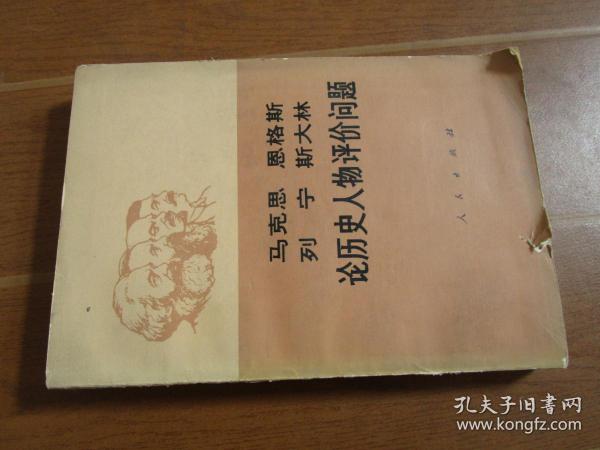 马克思 恩格斯
列宁 斯大林
论历史人物评价问题
人民出版社
孔夫子旧书网
www.kongfz.com